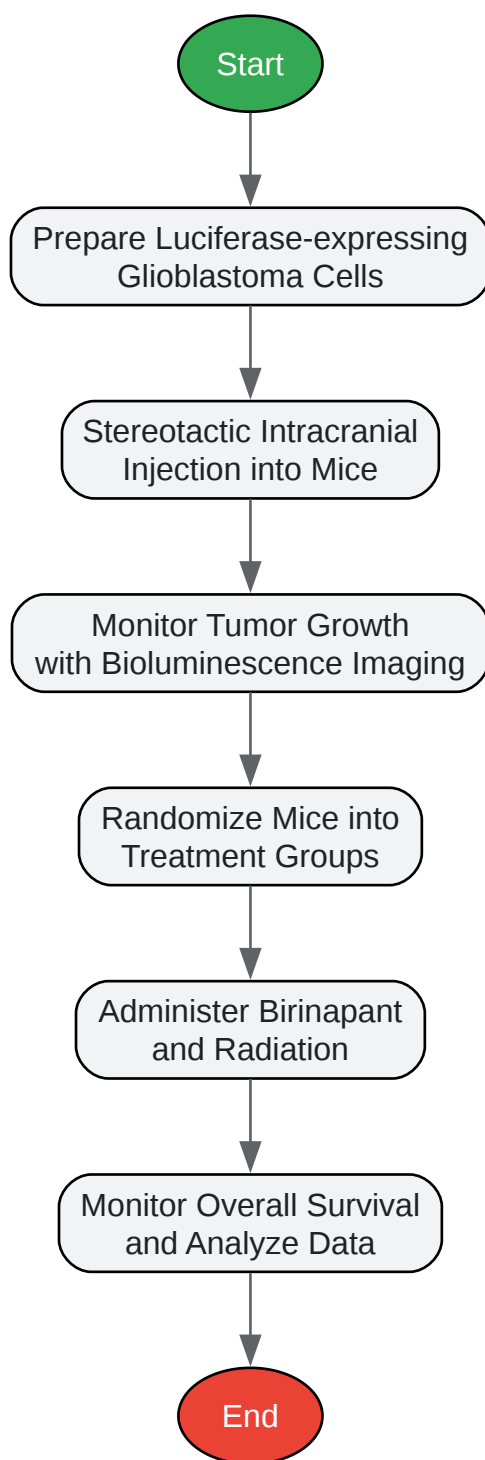 Start
Prepare Luciferase-expressing
Glioblastoma Cells
Stereotactic Intracranial
Injection into Mice
Monitor Tumor Growth
with Bioluminescence Imaging
Randomize Mice into
Treatment Groups
Administer Birinapant
and Radiation
Monitor Overall Survival
and Analyze Data
End